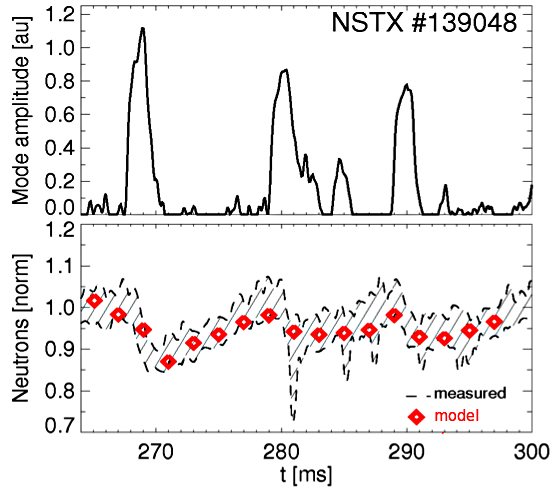 NSTX #139048
Mode amplitude [au]
1.2
1.0
0.8
0.6
0.4
0.2
0.0
Neutrons [norm]
1.2
1.1
1.0
0.9
0.8
0.7
measured
model
270 280 290 300
t [ms]